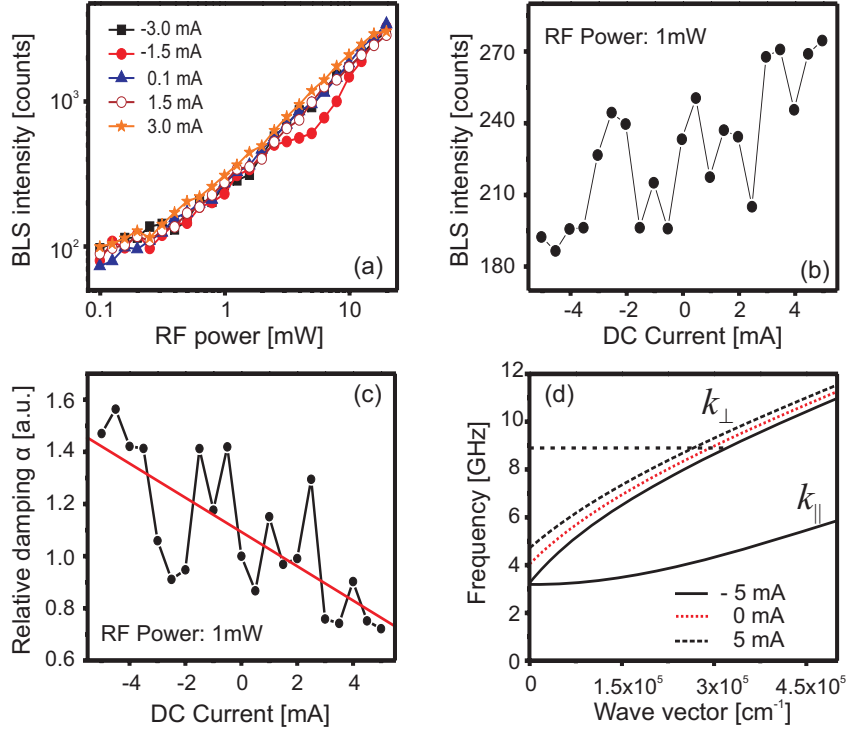 -3.0 mA
-1.5 mA
0.1 mA
1.5 mA
3.0 mA
10³
10²
BLS intensity [counts]
(a)
0.1 1 10
RF power [mW]
RF Power: 1mW
270
240
210
180
BLS intensity [counts]
(b)
-4 -2 0 2 4
DC Current [mA]
(c)
1.6
1.4
1.2
1.0
0.8
0.6
Relative damping α [a.u.]
RF Power: 1mW
-4 -2 0 2 4
DC Current [mA]
(d)
12
10
8
6
4
2
0
Frequency [GHz]
k⊥
k||
- 5 mA
0 mA
5 mA
0 1.5x10⁵ 3x10⁵ 4.5x10⁵
Wave vector [cm⁻¹]